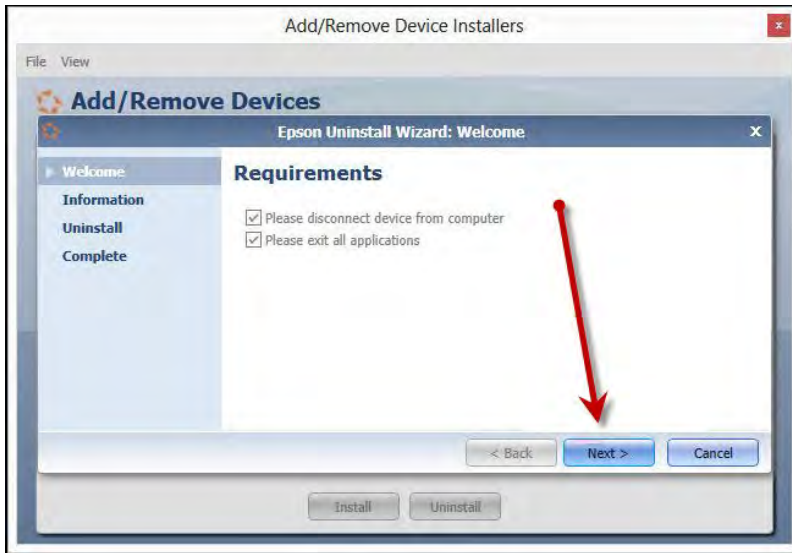 Add/Remove Device Installers
x
File View
Add/Remove Devices
Epson Uninstall Wizard: Welcome
X
Welcome
Information
Uninstall
Complete
Requirements
Please disconnect device from computer
Please exit all applications
< Back Next > Cancel
Install Uninstall